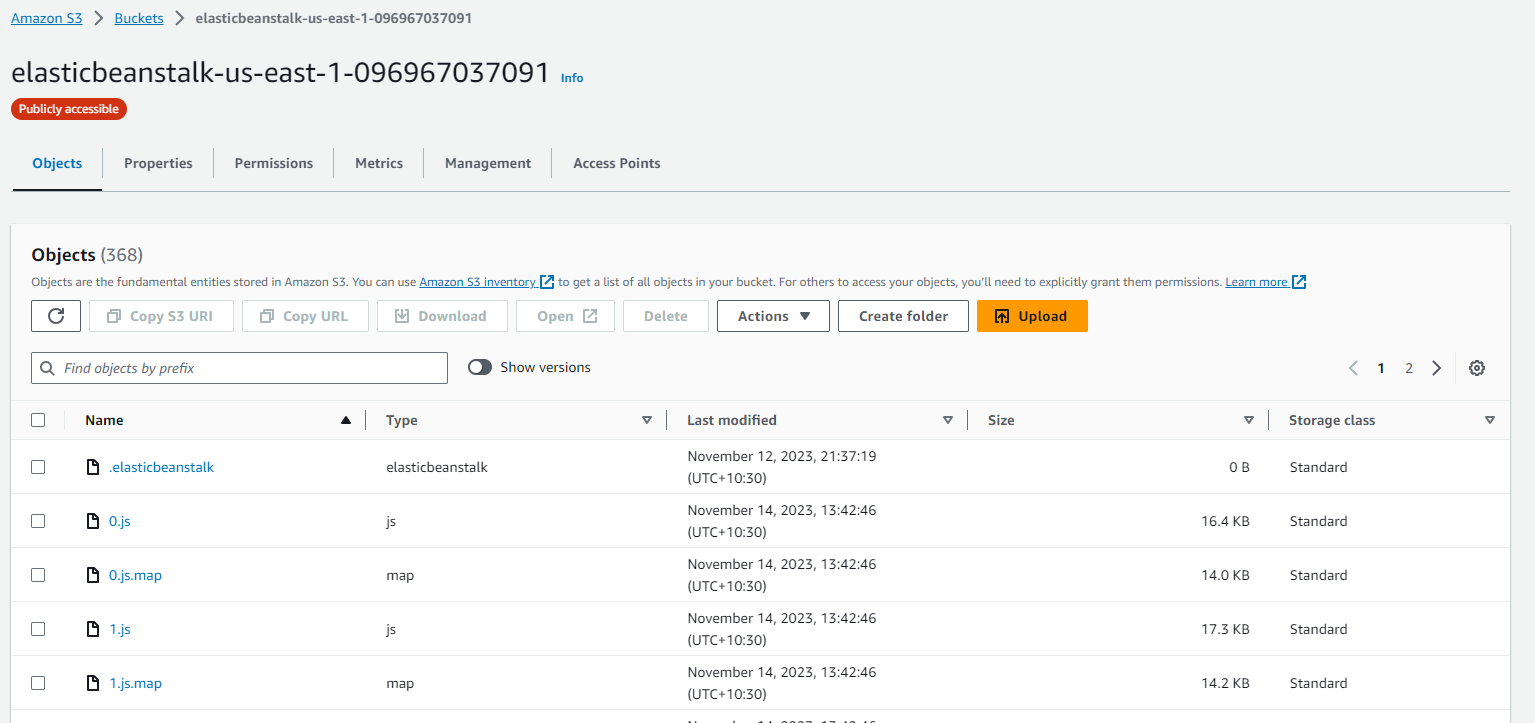 Amazon S3 > Buckets > elasticbeanstalk-us-east-1-096967037091
elasticbeanstalk-us-east-1-096967037091 Info
Publicly accessible
Objects Properties Permissions Metrics Management Access Points
Objects (368)
Objects are the fundamental entities stored in Amazon S3. You can use Amazon S3 inventory to get a list of all objects in your bucket. For others to access your objects, you'll need to explicitly grant them permissions. Learn more
Copy S3 URI Copy URL Download Open Delete Actions Create folder Upload
Find objects by prefix Show versions 1 2
Name Type Last modified Size Storage class
.elasticbeanstalk elasticbeanstalk November 12, 2023, 21:37:19 (UTC+10:30) 0 B Standard
0.js js November 14, 2023, 13:42:46 (UTC+10:30) 16.4 KB Standard
0.js.map map November 14, 2023, 13:42:46 (UTC+10:30) 14.0 KB Standard
1.js js November 14, 2023, 13:42:46 (UTC+10:30) 17.3 KB Standard
1.js.map map November 14, 2023, 13:42:46 (UTC+10:30) 14.2 KB Standard